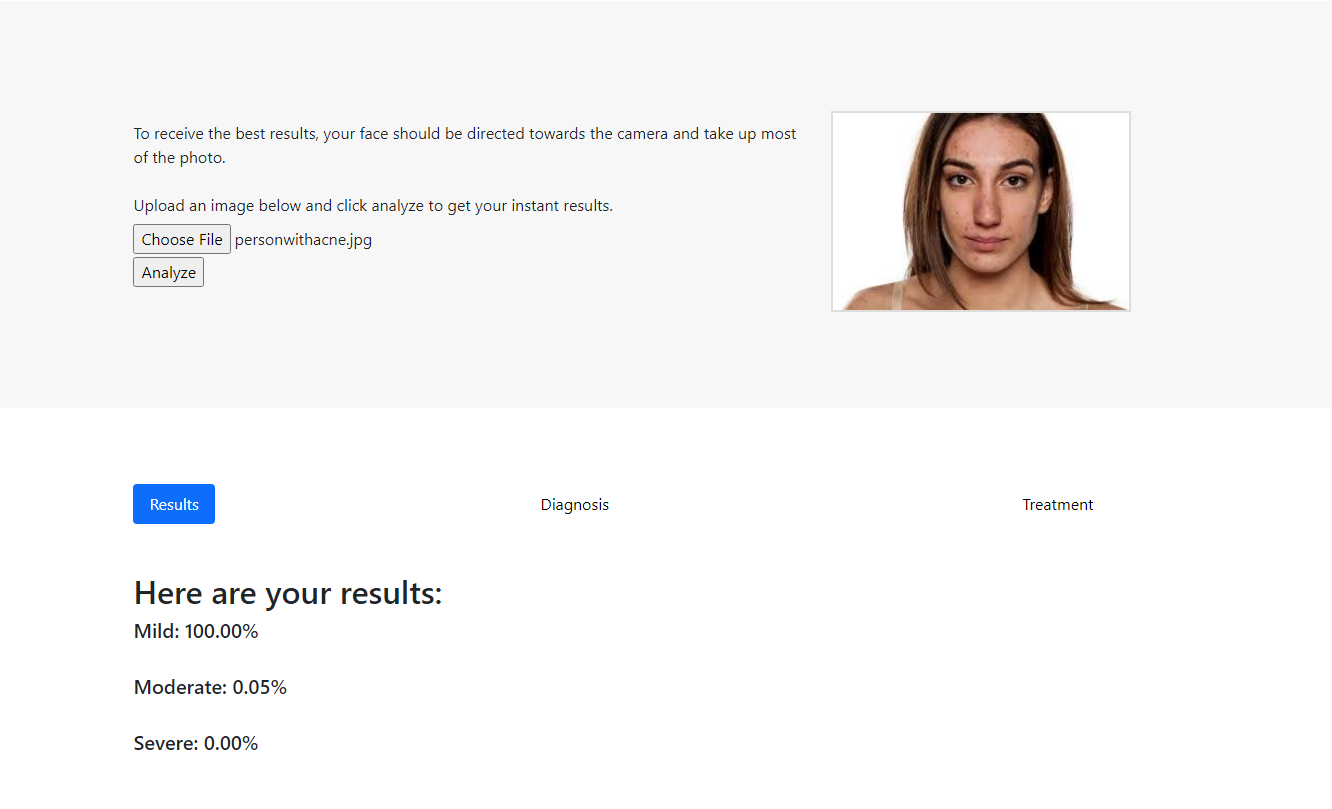 To receive the best results, your face should be directed towards the camera and take up most
of the photo.
Upload an image below and click analyze to get your instant results.
Choose File personwithacne.jpg
Analyze
Results Diagnosis Treatment
Here are your results:
Mild: 100.00%
Moderate: 0.05%
Severe: 0.00%